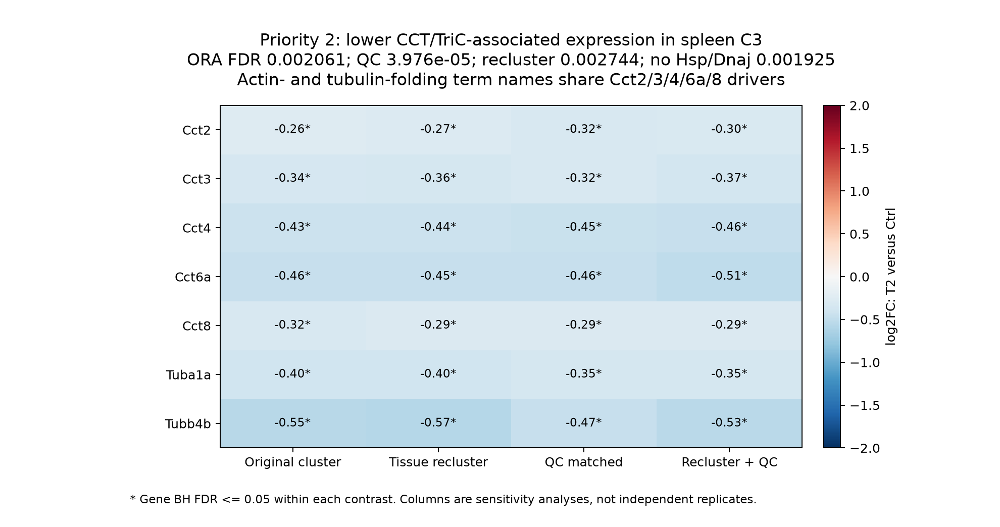 Priority 2: lower CCT/TriC-associated expression in spleen C3
ORA FDR 0.002061; QC 3.976e-05; recluster 0.002744; no Hsp/Dnaj 0.001925
Actin- and tubulin-folding term names share Cct2/3/4/6a/8 drivers
Cct2 -0.26* -0.27* -0.32* -0.30*
Cct3 -0.34* -0.36* -0.32* -0.37*
Cct4 -0.43* -0.44* -0.45* -0.46*
Cct6a -0.46* -0.45* -0.46* -0.51*
Cct8 -0.32* -0.29* -0.29* -0.29*
Tuba1a -0.40* -0.40* -0.35* -0.35*
Tubb4b -0.55* -0.57* -0.47* -0.53*
Original cluster Tissue recluster QC matched Recluster + QC
2.0
1.5
1.0
0.5
0.0
−0.5
−1.0
−1.5
−2.0
log2FC: T2 versus Ctrl
* Gene BH FDR <= 0.05 within each contrast. Columns are sensitivity analyses, not independent replicates.